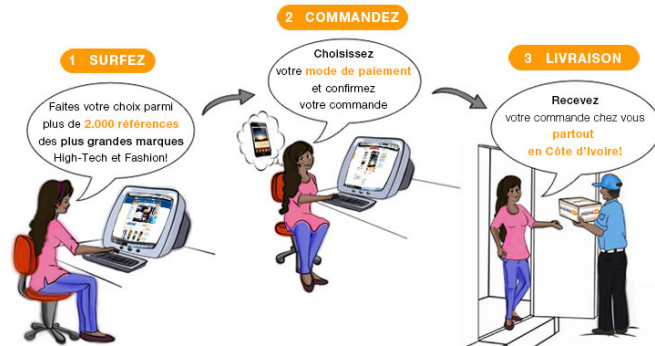 1 SURFEZ
Faites votre choix parmi
plus de 2.000 références
des plus grandes marques
High-Tech et Fashion!
2 COMMANDEZ
Choisissez
votre mode de paiement
et confirmez
votre commande
3 LIVRAISON
Recevez
votre commande chez vous
partout
en Côte d'Ivoire!